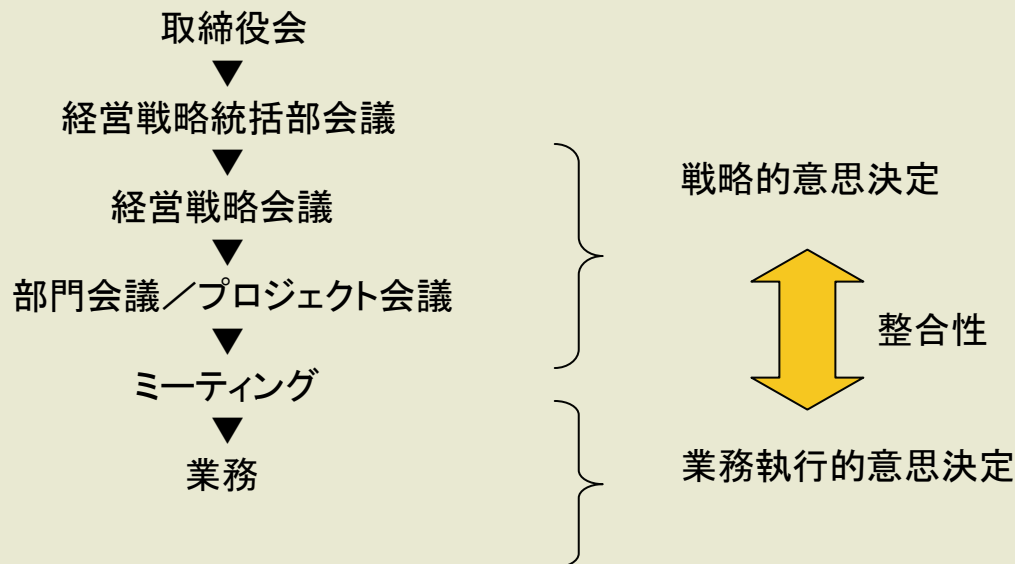 取締役会
▼
経営戦略統括部会議
▼
経営戦略会議
▼
部門会議／プロジェクト会議
▼
ミーティング
▼
業務
戦略的意思決定
整合性
業務執行的意思決定